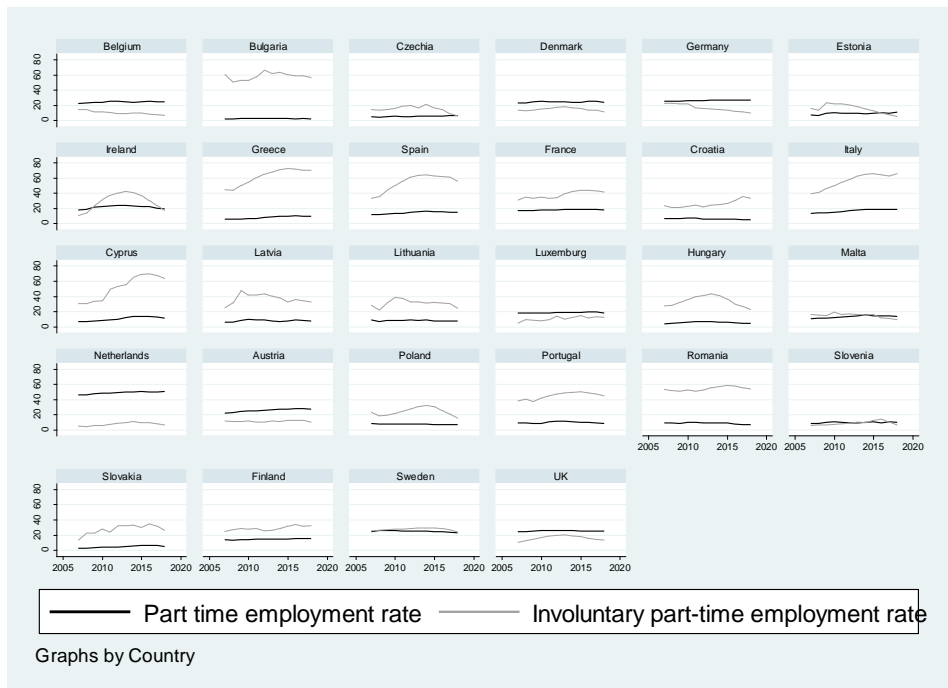 Belgium Bulgaria Czechia Denmark Germany Estonia
0 20 40 60 80
Ireland Greece Spain France Croatia Italy
0 20 40 60 80
Cyprus Latvia Lithuania Luxemburg Hungary Malta
0 20 40 60 80
Netherlands Austria Poland Portugal Romania Slovenia
0 20 40 60 80
2005 2010 2015 2020 2005 2010 2015 2020
Slovakia Finland Sweden UK
0 20 40 60 80
2005 2010 2015 2020 2005 2010 2015 2020 2005 2010 2015 2020 2005 2010 2015 2020
Part time employment rate Involuntary part-time employment rate
Graphs by Country